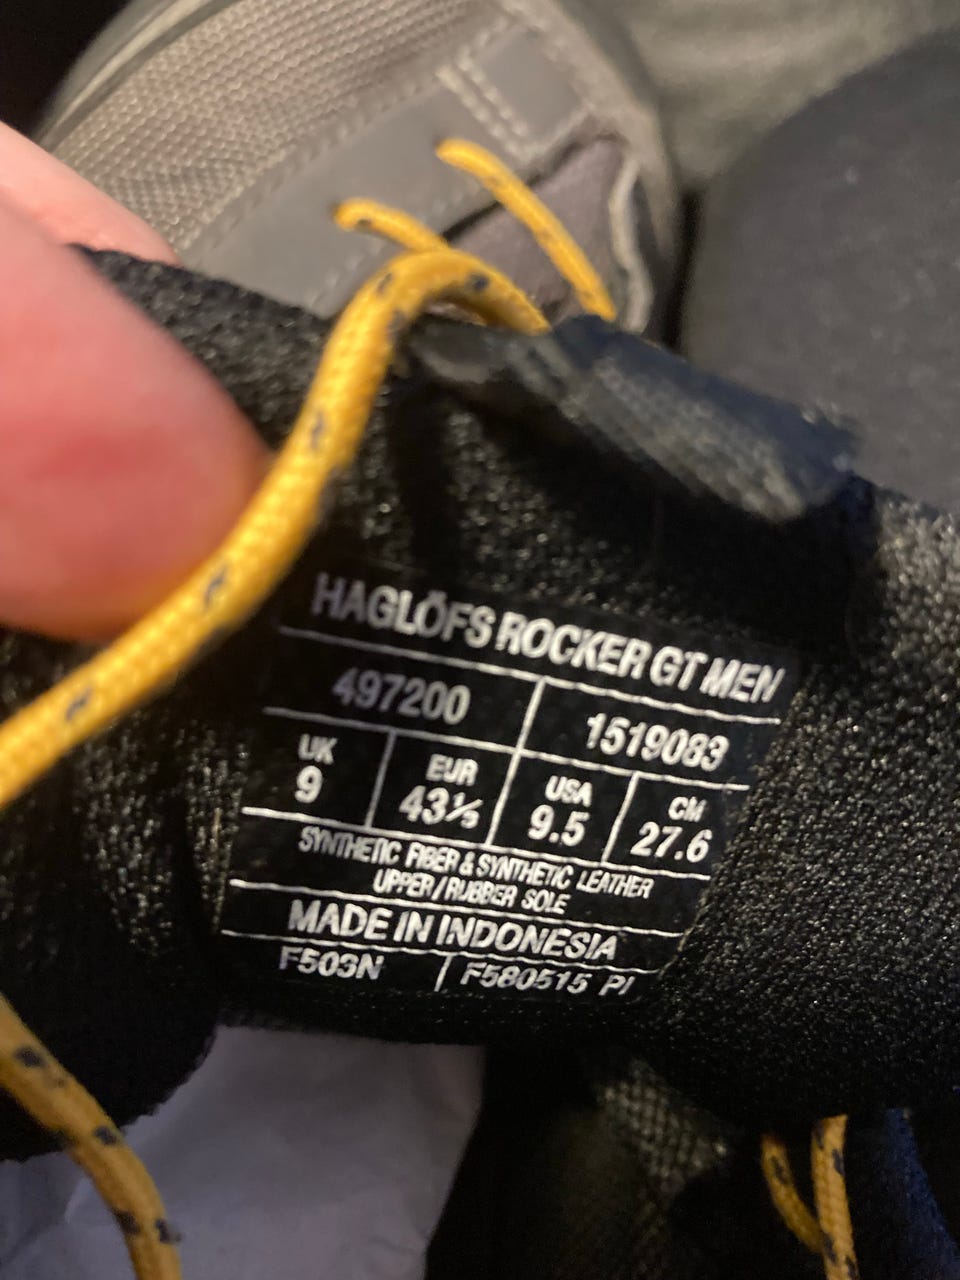 HAGLÖFS ROCKER GT MEN
497200 1519083
UK EUR USA CM
9 43⅓ 9.5 27.6
SYNTHETIC FIBER & SYNTHETIC LEATHER
UPPER / RUBBER SOLE
MADE IN INDONESIA
F503N F580515 PI